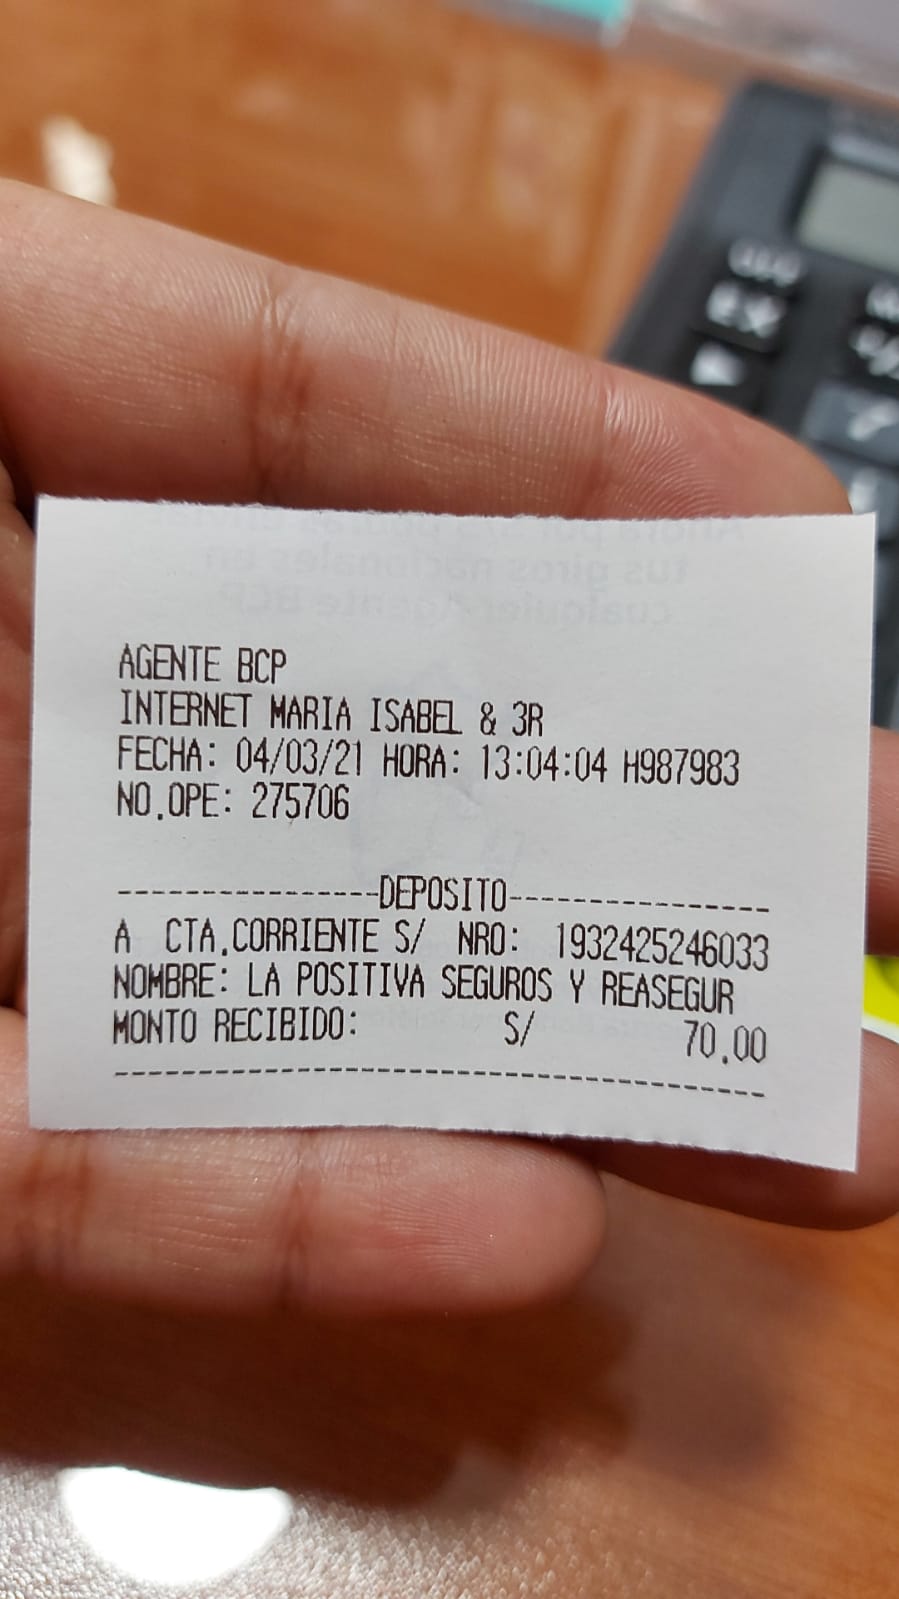 AGENTE BCP
INTERNET MARIA ISABEL & 3R
FECHA: 04/03/21 HORA: 13:04:04 H987983
NO.OPE: 275706
----------------DEPOSITO----------------
A CTA.CORRIENTE S/ NRO: 1932425246033
NOMBRE: LA POSITIVA SEGUROS Y REASEGUR
MONTO RECIBIDO: S/ 70.00
----------------------------------------